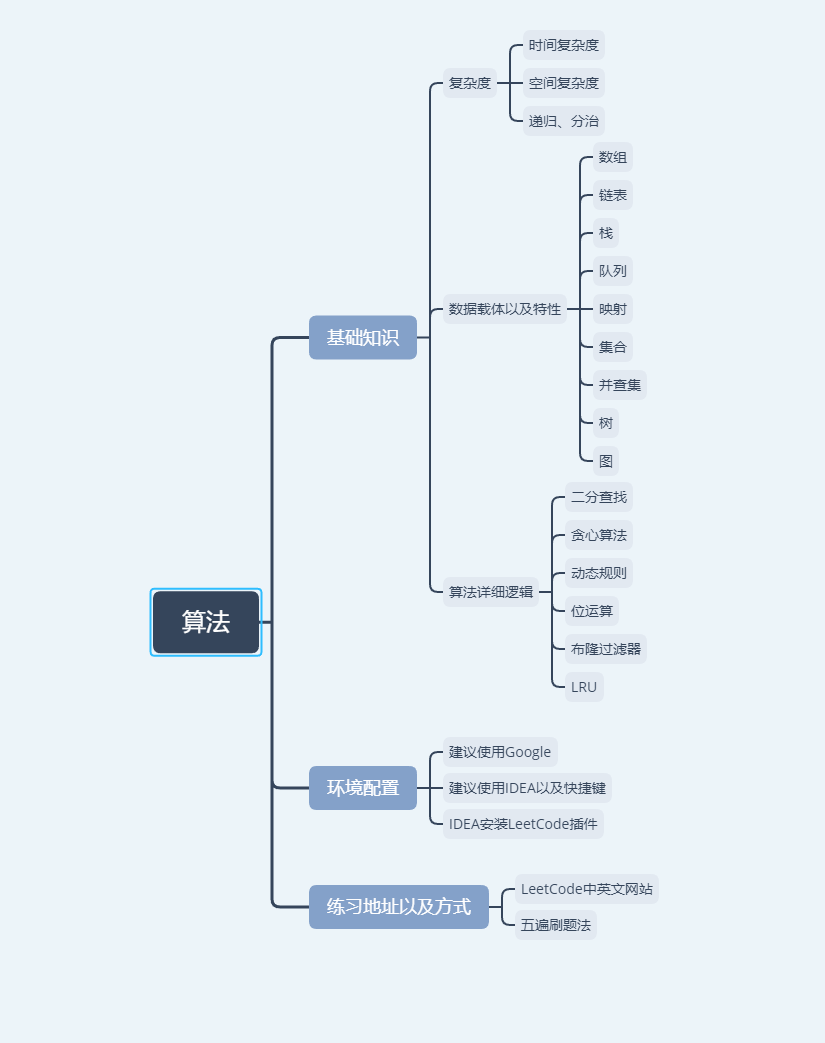 算法
基础知识
复杂度
时间复杂度
空间复杂度
递归、分治
数据载体以及特性
数组
链表
栈
队列
映射
集合
并查集
树
图
算法详细逻辑
二分查找
贪心算法
动态规则
位运算
布隆过滤器
LRU
环境配置
建议使用Google
建议使用IDEA以及快捷键
IDEA安装LeetCode插件
练习地址以及方式
LeetCode中英文网站
五遍刷题法